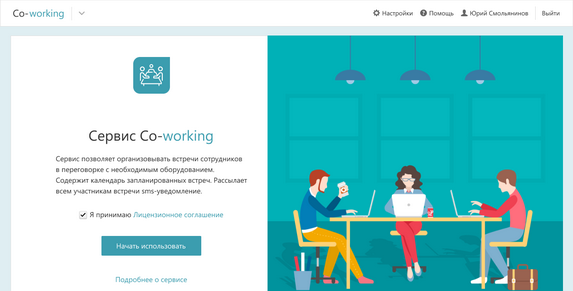 Co-working
Настройки
Помощь
Юрий Смольянинов
Выйти
Сервис Co-working
Сервис позволяет организовывать встречи сотрудников
в переговорке с необходимым оборудованием.
Содержит календарь запланированных встреч. Рассылает
всем участникам встречи sms-уведомление.
Я принимаю Лицензионное соглашение
Начать использовать
Подробнее о сервисе